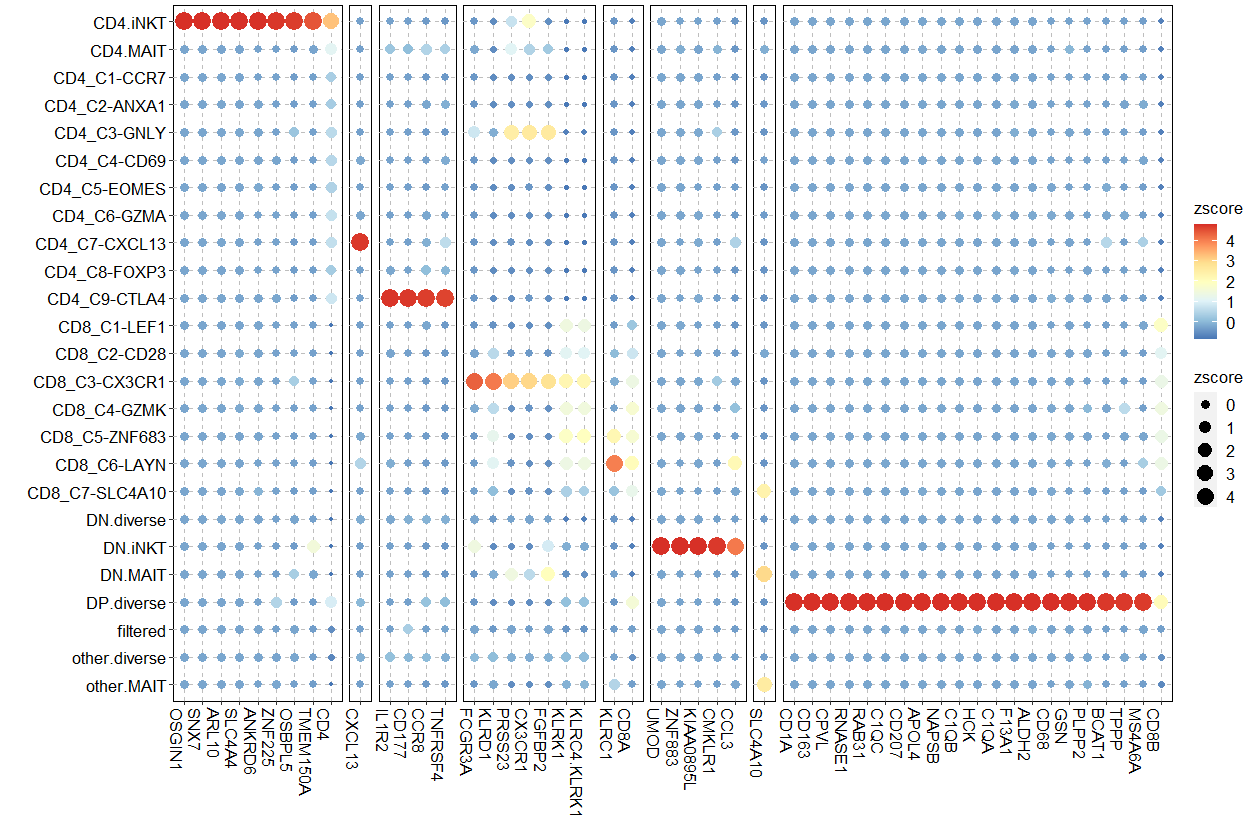 CD4.iNKT
CD4.MAIT
CD4_C1-CCR7
CD4_C2-ANXA1
CD4_C3-GNLY
CD4_C4-CD69
CD4_C5-EOMES
CD4_C6-GZMA
CD4_C7-CXCL13
CD4_C8-FOXP3
CD4_C9-CTLA4
CD8_C1-LEF1
CD8_C2-CD28
CD8_C3-CX3CR1
CD8_C4-GZMK
CD8_C5-ZNF683
CD8_C6-LAYN
CD8_C7-SLC4A10
DN.diverse
DN.iNKT
DN.MAIT
DP.diverse
filtered
other.diverse
other.MAIT
OSGIN1
SNX7
ARL10
SLC4A4
ANKRD6
ZNF225
OSBPL5
TMEM150A
CD4
CXCL13
IL1R2
CD177
CCR8
TNFRSF4
FCGR3A
KLRD1
PRSS23
CX3CR1
FGFBP2
KLRK1
KLRC4.KLRK1
KLRC1
CD8A
UMOD
ZNF883
KIAA0895L
CMKLR1
CCL3
SLC4A10
CD1A
CD163
CPVL
RNASE1
RAB31
C1QC
CD207
APOL4
NAPSB
C1QB
HCK
C1QA
F13A1
ALDH2
CD68
GSN
PLPP2
BCAT1
TPPP
MS4A6A
CD8B
zscore
4
3
2
1
0
zscore
0
1
2
3
4